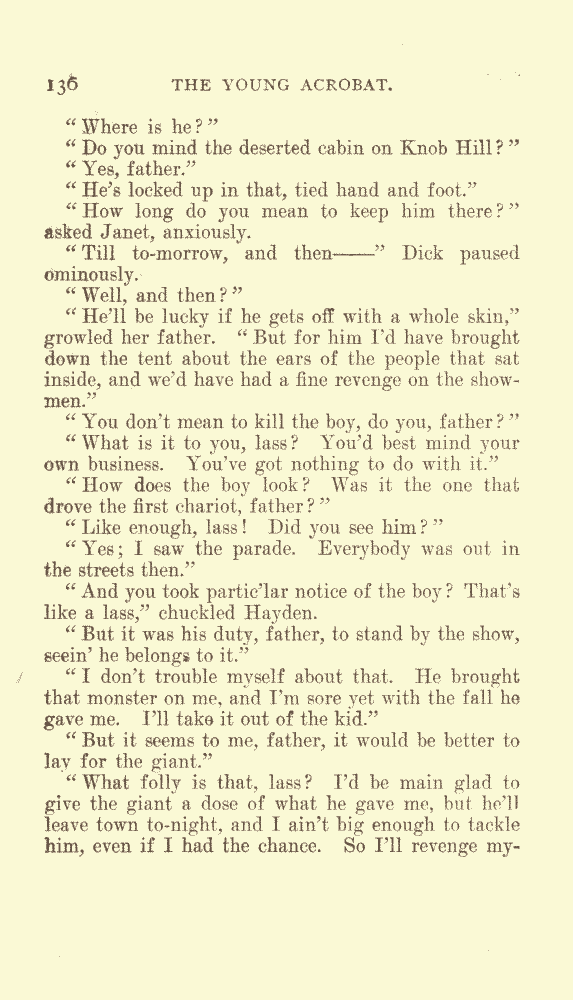 136 THE YOUNG ACROBAT.
“Where is he?”
“Do you mind the deserted cabin on Knob Hill?”
“Yes, father.”
“He’s locked up in that, tied hand and foot.”
“How long do you mean to keep him there?”
asked Janet, anxiously.
“Till to-morrow, and then——” Dick paused
ominously.
“Well, and then?”
“He’ll be lucky if he gets off with a whole skin,”
growled her father. “But for him I’d have brought
down the tent about the ears of the people that sat
inside, and we’d have had a fine revenge on the show-
men.”
“You don’t mean to kill the boy, do you, father?”
“What is it to you, lass? You’d best mind your
own business. You’ve got nothing to do with it.”
“How does the boy look? Was it the one that
drove the first chariot, father?”
“Like enough, lass! Did you see him?”
“Yes; I saw the parade. Everybody was out in
the streets then.”
“And you took partic’lar notice of the boy? That’s
like a lass,” chuckled Hayden.
“But it was his duty, father, to stand by the show,
seein’ he belongs to it.”
“I don’t trouble myself about that. He brought
that monster on me, and I’m sore yet with the fall he
gave me. I’ll take it out of the kid.”
“But it seems to me, father, it would be better to
lay for the giant.”
“What folly is that, lass? I’d be main glad to
give the giant a dose of what he gave me, but he’ll
leave town to-night, and I ain’t big enough to tackle
him, even if I had the chance. So I’ll revenge my-